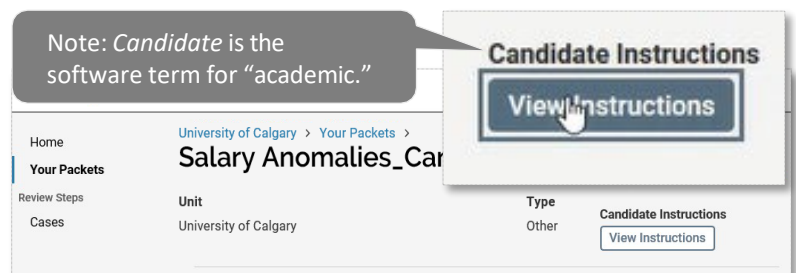 Note: Candidate is the
software term for “academic.”
Candidate Instructions
View Instructions
Home
Your Packets
Review Steps
Cases
University of Calgary > Your Packets >
Salary Anomalies_Car
Unit
University of Calgary
Type
Other
Candidate Instructions
View Instructions